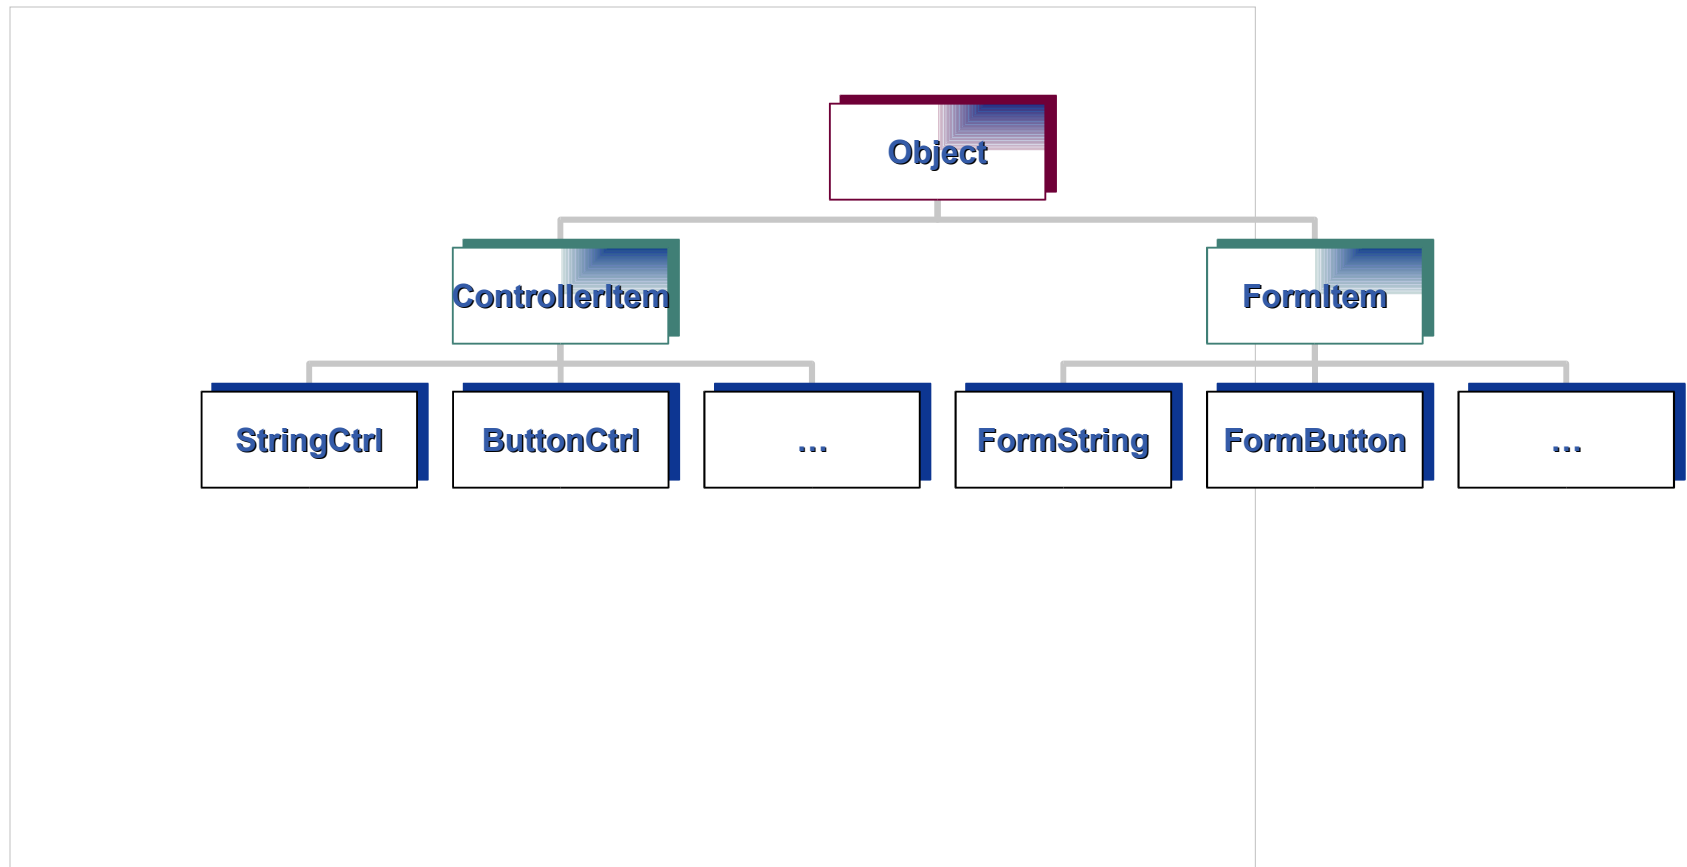 Object
ControllerItem
FormItem
StringCtrl
ButtonCtrl
...
FormString
FormButton
...